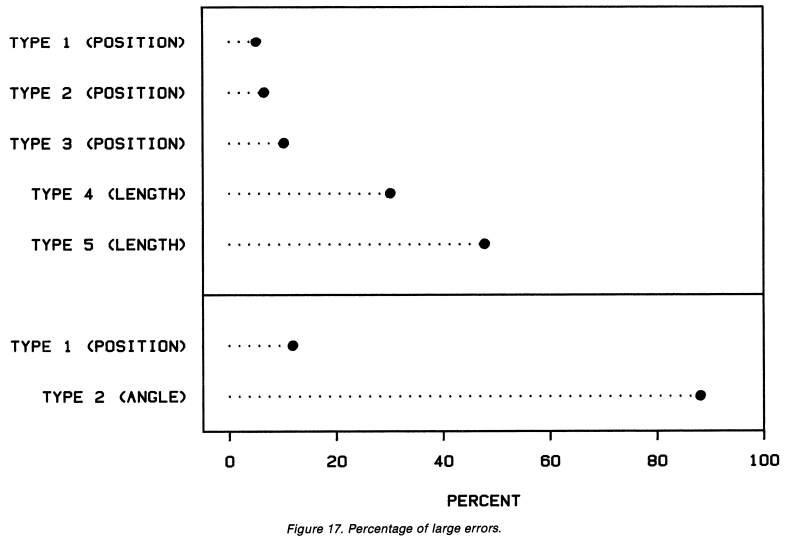 TYPE 1 (POSITION)
TYPE 2 (POSITION)
TYPE 3 (POSITION)
TYPE 4 (LENGTH)
TYPE 5 (LENGTH)
TYPE 1 (POSITION)
TYPE 2 (ANGLE)
0 20 40 60 80 100
PERCENT
Figure 17. Percentage of large errors.